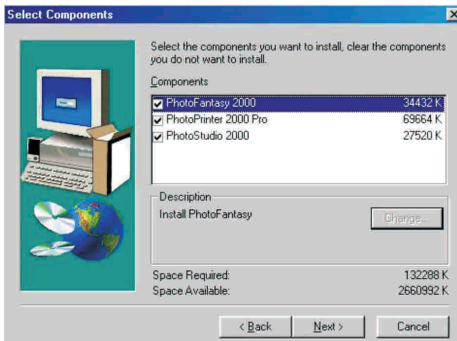 Select Components
Select the components you want to install, clear the components
you do not want to install.
Components
PhotoFantasy 2000 34432 K
PhotoPrinter 2000 Pro 69664 K
PhotoStudio 2000 27520 K
Description
Install PhotoFantasy
Change...
Space Required: 132288 K
Space Available: 2660992 K
< Back Next > Cancel